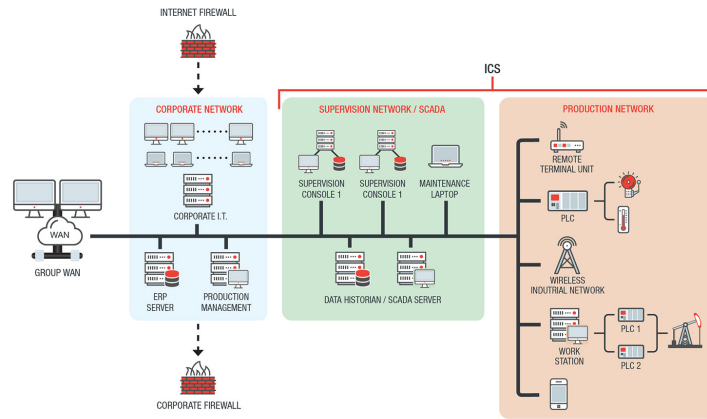 INTERNET FIREWALL
ICS
CORPORATE NETWORK
SUPERVISION NETWORK / SCADA
PRODUCTION NETWORK
REMOTE
TERMINAL UNIT
SUPERVISION
CONSOLE 1
SUPERVISION
CONSOLE 1
MAINTENANCE
LAPTOP
PLC
CORPORATE I.T.
WAN
GROUP WAN
WIRELESS
INDUTRIAL NETWORK
ERP
SERVER
PRODUCTION
MANAGEMENT
DATA HISTORIAN / SCADA SERVER
PLC 1
WORK
STATION
PLC 2
CORPORATE FIREWALL